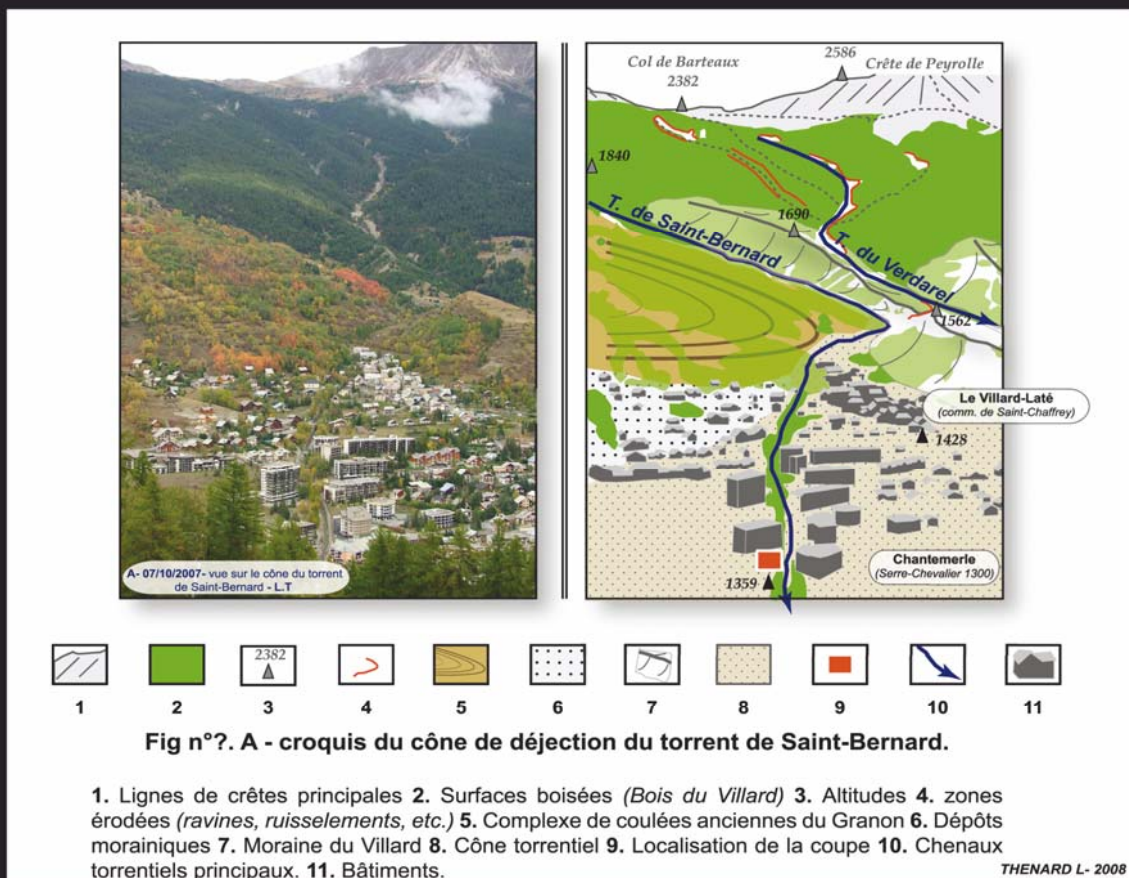 A- 07/10/2007- vue sur le cône du torrent
de Saint-Bernard - L.T
Col de Barteaux
2382
2586
Crête de Peyrolle
1840
1690
T. de Saint-Bernard
T. du Verdarel
1562
Le Villard-Laté
(comm. de Saint-Chaffrey)
1428
Chantemerle
(Serre-Chevalier 1300)
1359
2382
1 2 3 4 5 6 7 8 9 10 11
Fig n°?. A - croquis du cône de déjection du torrent de Saint-Bernard.
1. Lignes de crêtes principales 2. Surfaces boisées (Bois du Villard) 3. Altitudes 4. zones
érodées (ravines, ruisselements, etc.) 5. Complexe de coulées anciennes du Granon 6. Dépôts
morainiques 7. Moraine du Villard 8. Cône torrentiel 9. Localisation de la coupe 10. Chenaux
torrentiels principaux. 11. Bâtiments.
THENARD L- 2008